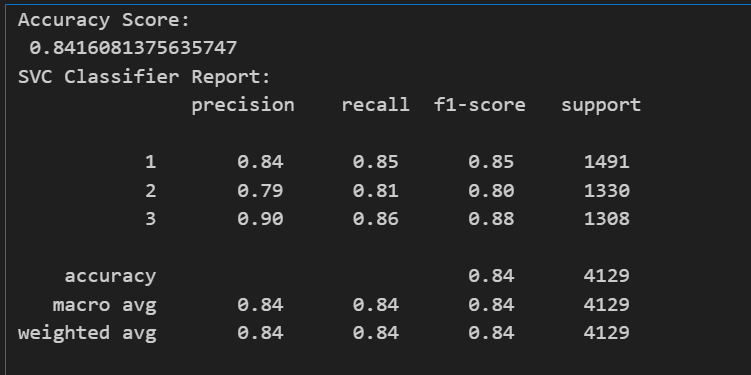 Accuracy Score:
0.8416081375635747
SVC Classifier Report:
precision recall f1-score support
1 0.84 0.85 0.85 1491
2 0.79 0.81 0.80 1330
3 0.90 0.86 0.88 1308
accuracy 0.84 4129
macro avg 0.84 0.84 0.84 4129
weighted avg 0.84 0.84 0.84 4129